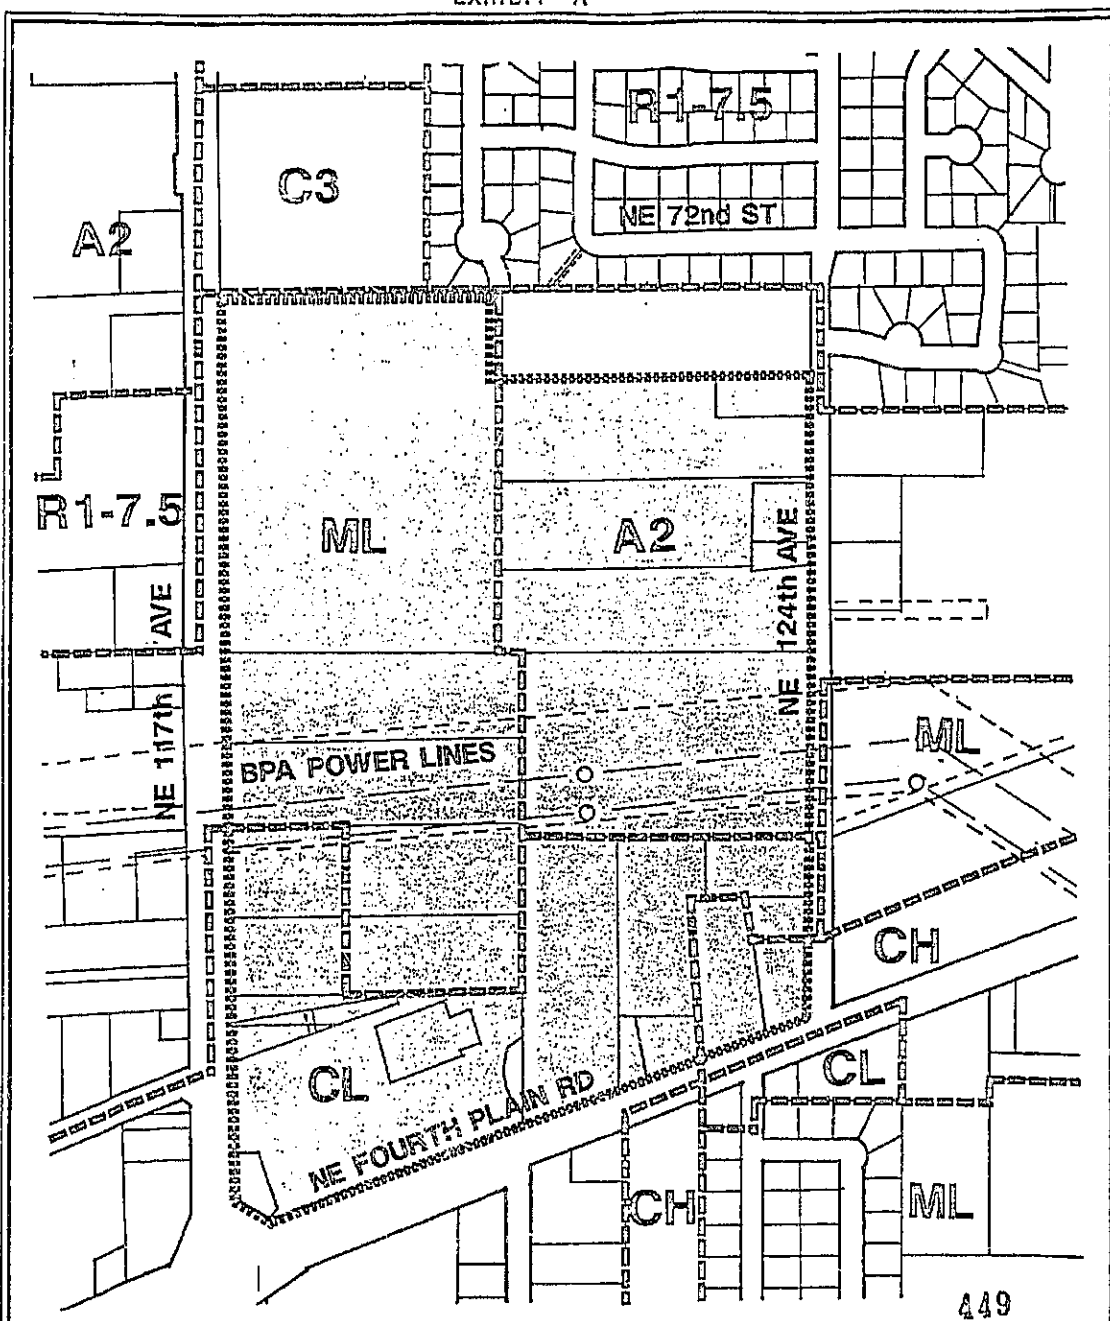 EXHIBIT "A"
R1-7.5
C3
A2
NE 72nd ST
R1-7.5
ML
A2
NE 117th AVE
NE 124th AVE
BPA POWER LINES
ML
CH
CL
CL
NE FOURTH PLAIN RD
CH
ML
449